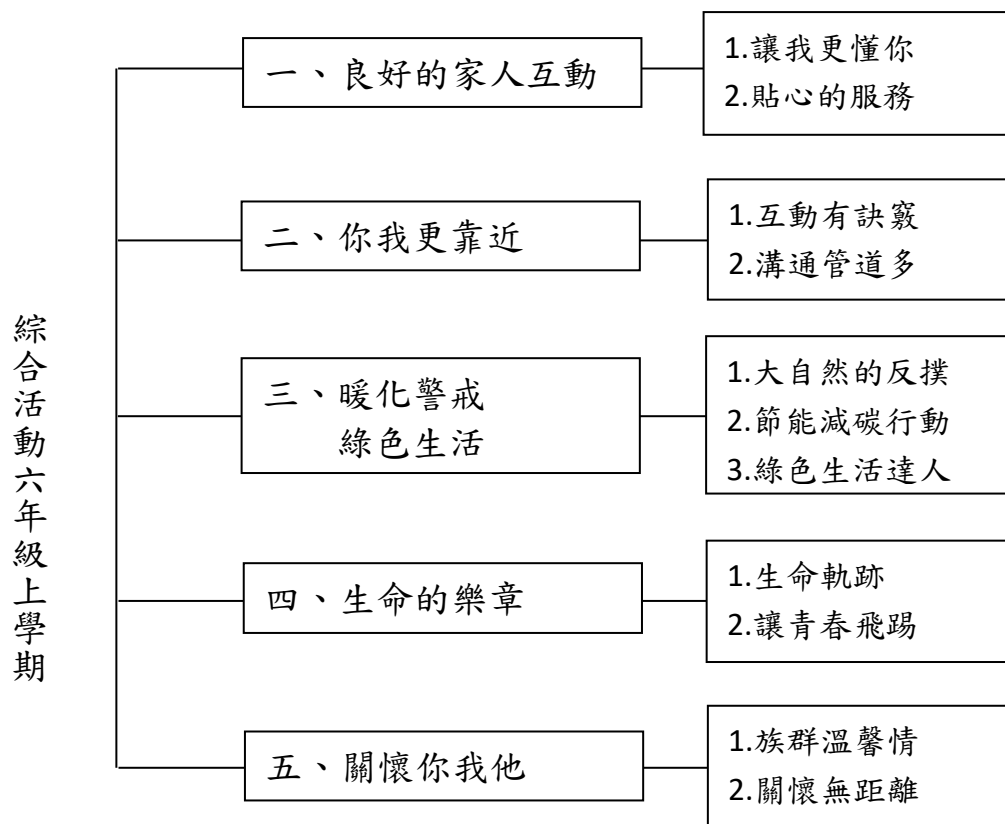 綜合活動六年級上學期
一、良好的家人互動
1.讓我更懂你
2.貼心的服務
二、你我更靠近
1.互動有訣竅
2.溝通管道多
三、暖化警戒
綠色生活
1.大自然的反撲
2.節能減碳行動
3.綠色生活達人
四、生命的樂章
1.生命軌跡
2.讓青春飛踢
五、關懷你我他
1.族群溫馨情
2.關懷無距離